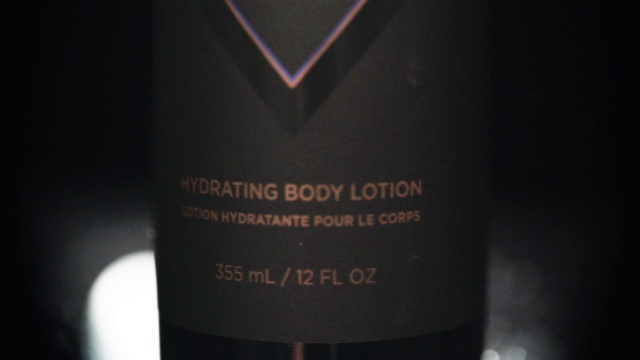 HYDRATING BODY LOTION
LOTION HYDRATANTE POUR LE CORPS
355 mL / 12 FL OZ